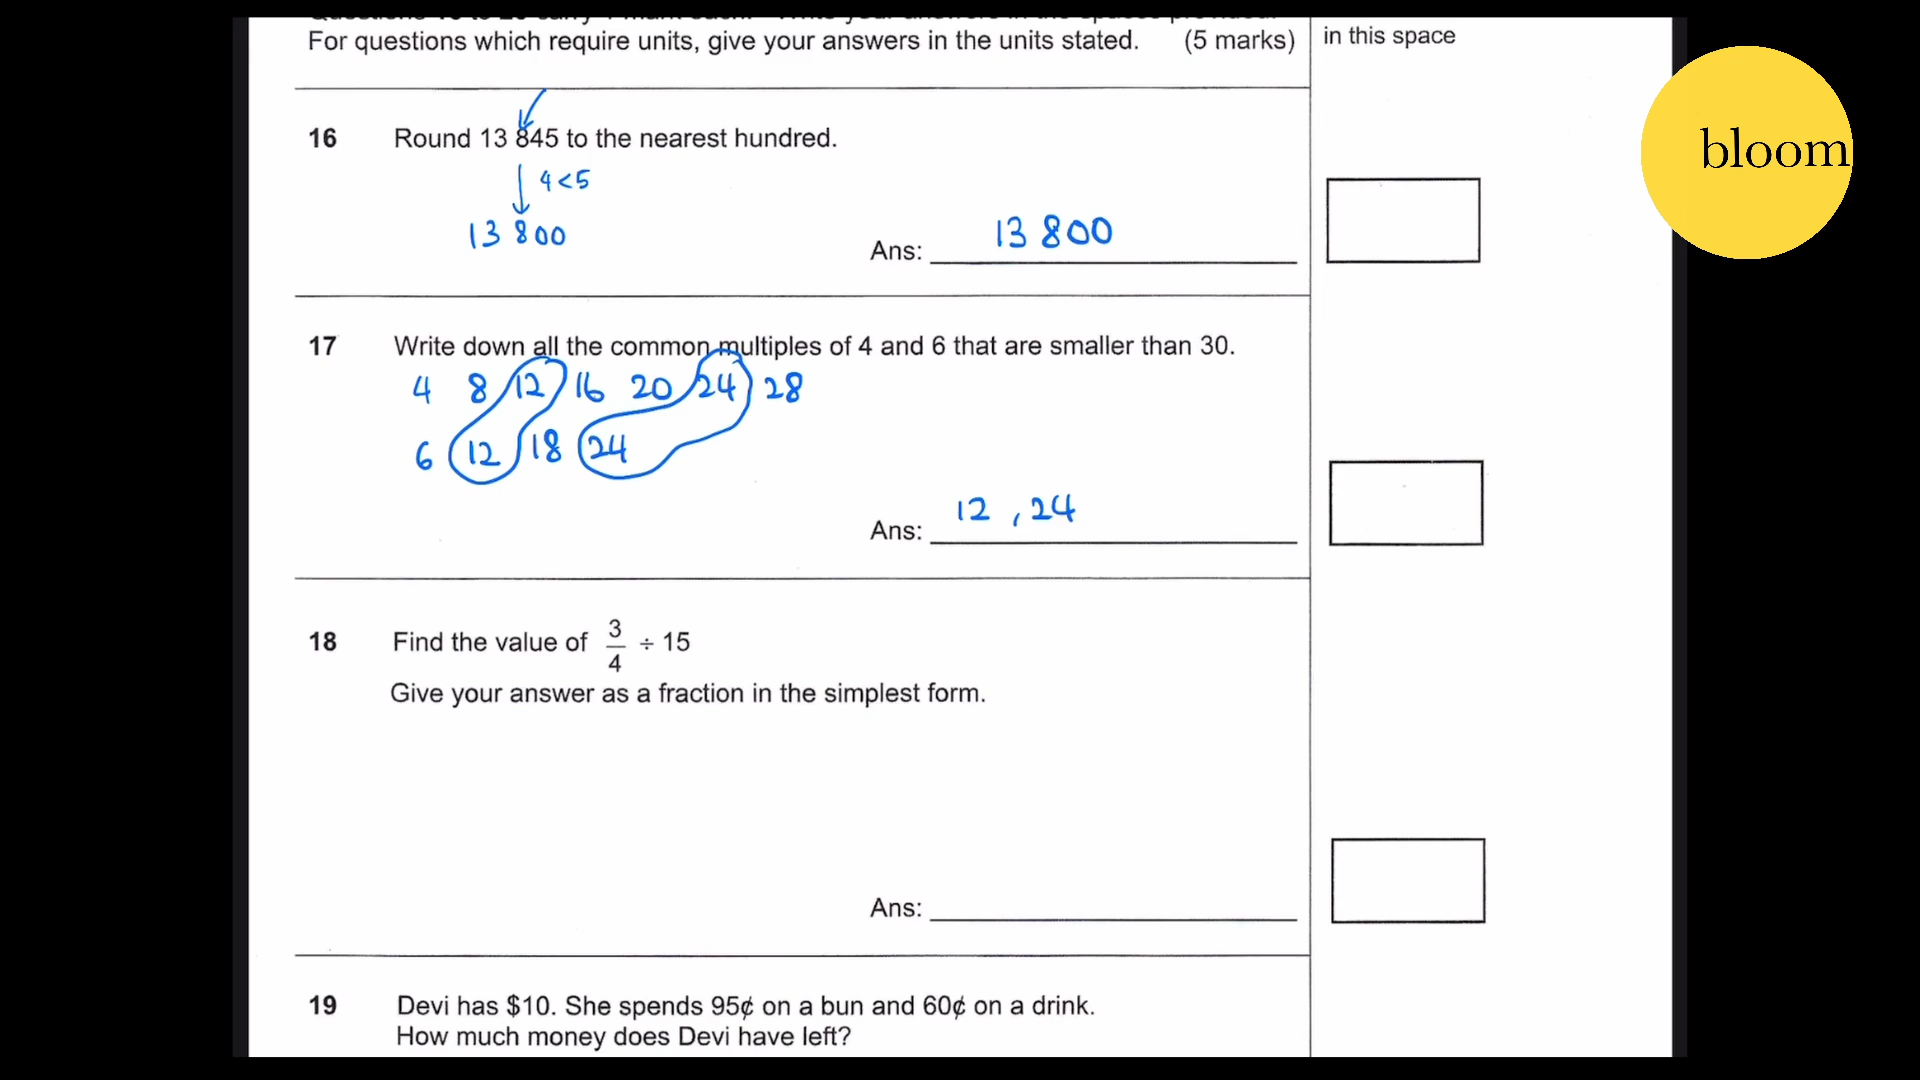 For questions which require units, give your answers in the units stated. (5 marks)
in this space
bloom
16 Round 13 845 to the nearest hundred.
4<5
13 800
Ans: 13 800
17 Write down all the common multiples of 4 and 6 that are smaller than 30.
4 8 12 16 20 24 28
6 12 18 24
Ans: 12 , 24
18 Find the value of 3/4 ÷ 15
Give your answer as a fraction in the simplest form.
Ans:
19 Devi has $10. She spends 95¢ on a bun and 60¢ on a drink.
How much money does Devi have left?